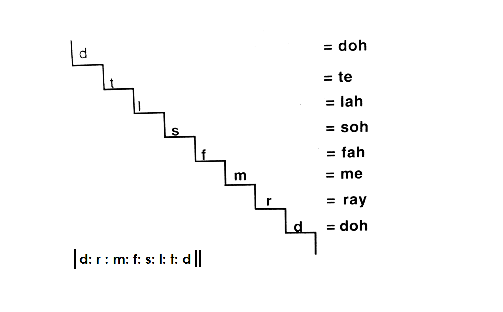 d = doh
t = te
l = lah
s = soh
f = fah
m = me
r = ray
d = doh
|d: r : m: f: s: l: t: d||